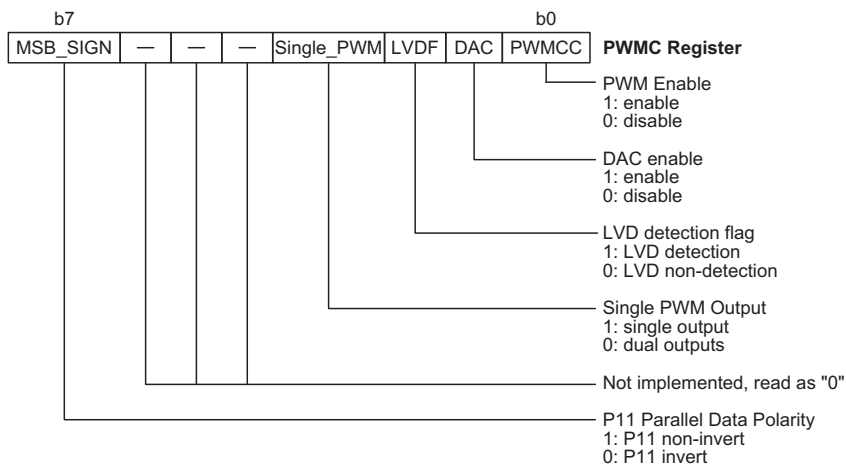 b7 b0
MSB_SIGN — — — Single_PWM LVDF DAC PWMCC PWMC Register
PWM Enable
1: enable
0: disable
DAC enable
1: enable
0: disable
LVD detection flag
1: LVD detection
0: LVD non-detection
Single PWM Output
1: single output
0: dual outputs
Not implemented, read as "0"
P11 Parallel Data Polarity
1: P11 non-invert
0: P11 invert